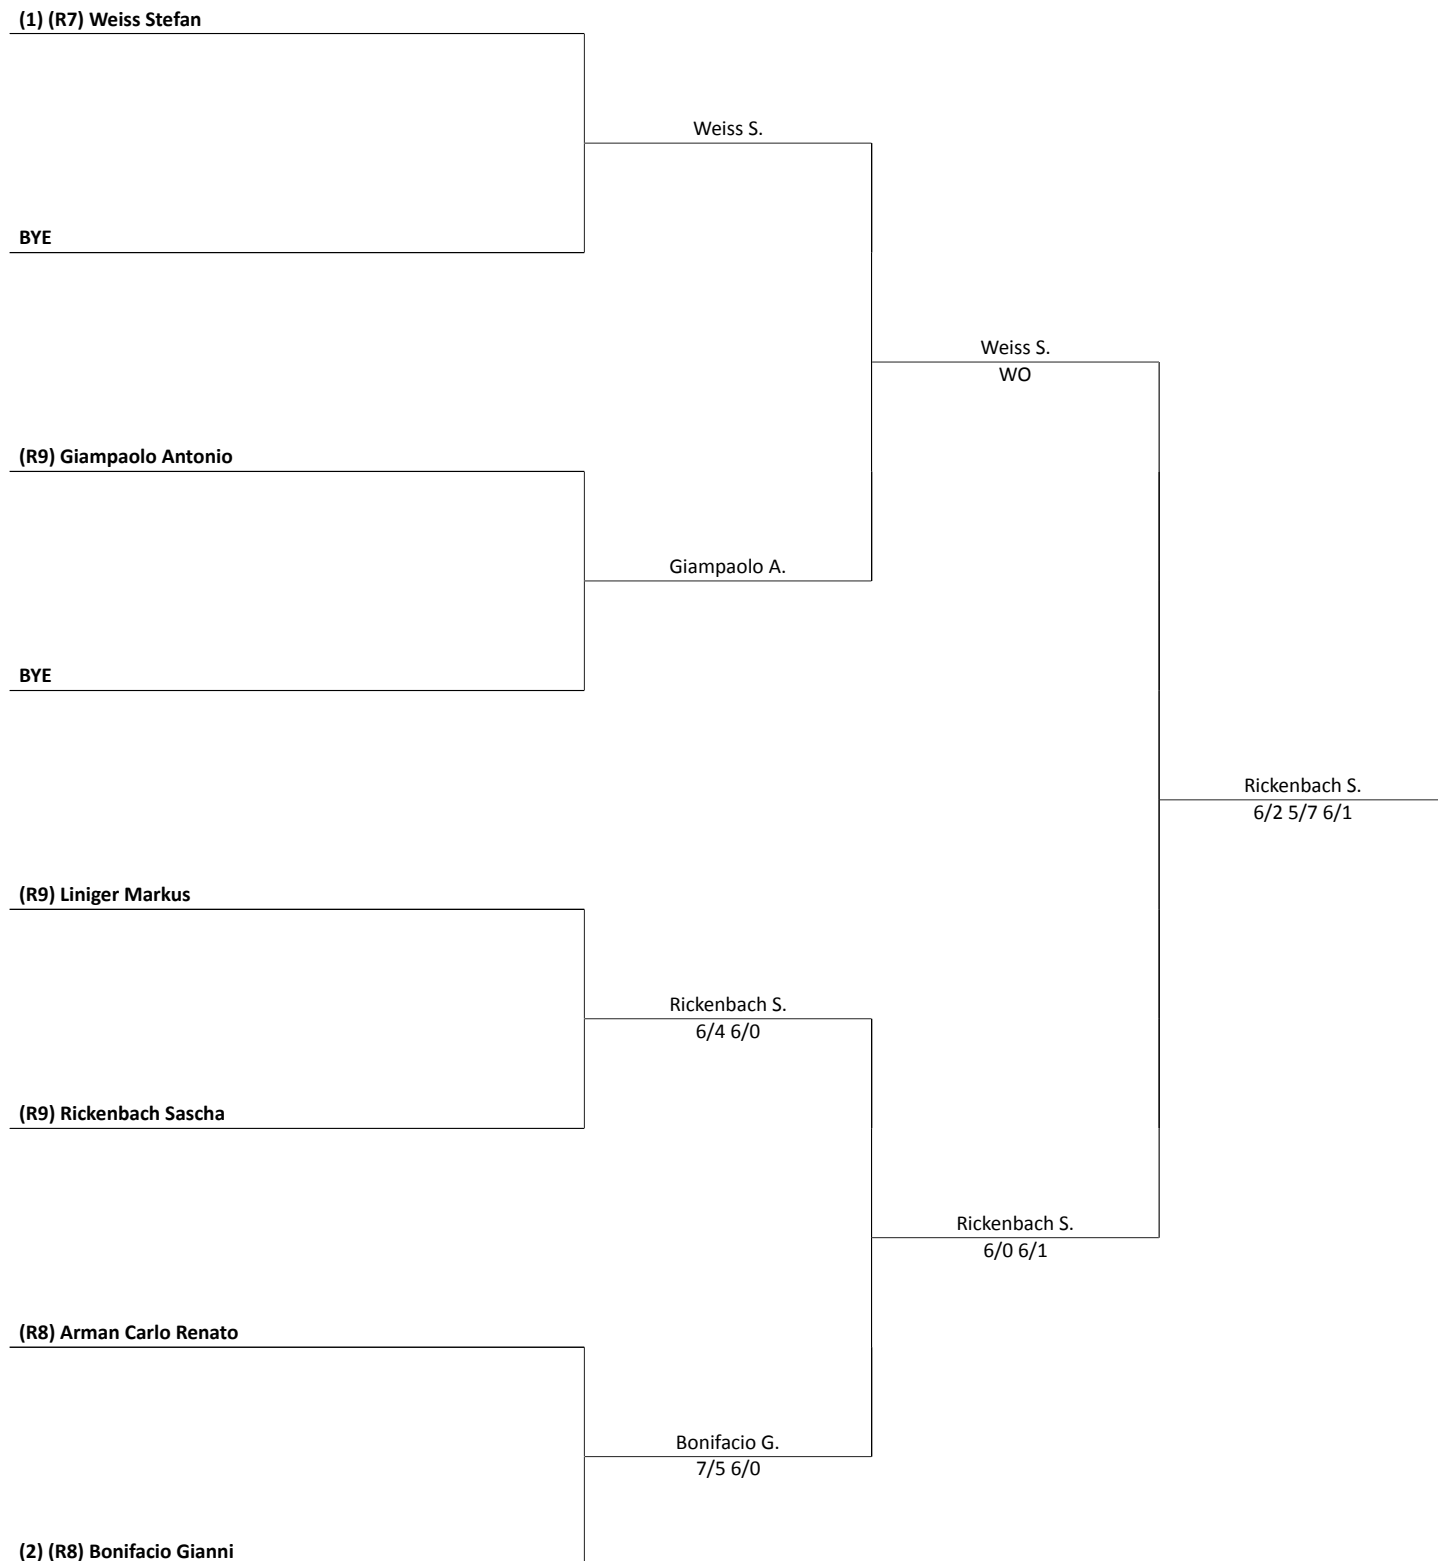 (1) (R7) Weiss Stefan
Weiss S.
BYE
Weiss S.
WO
(R9) Giampaolo Antonio
Giampaolo A.
BYE
Rickenbach S.
6/2 5/7 6/1
(R9) Liniger Markus
Rickenbach S.
6/4 6/0
(R9) Rickenbach Sascha
Rickenbach S.
6/0 6/1
(R8) Arman Carlo Renato
Bonifacio G.
7/5 6/0
(2) (R8) Bonifacio Gianni